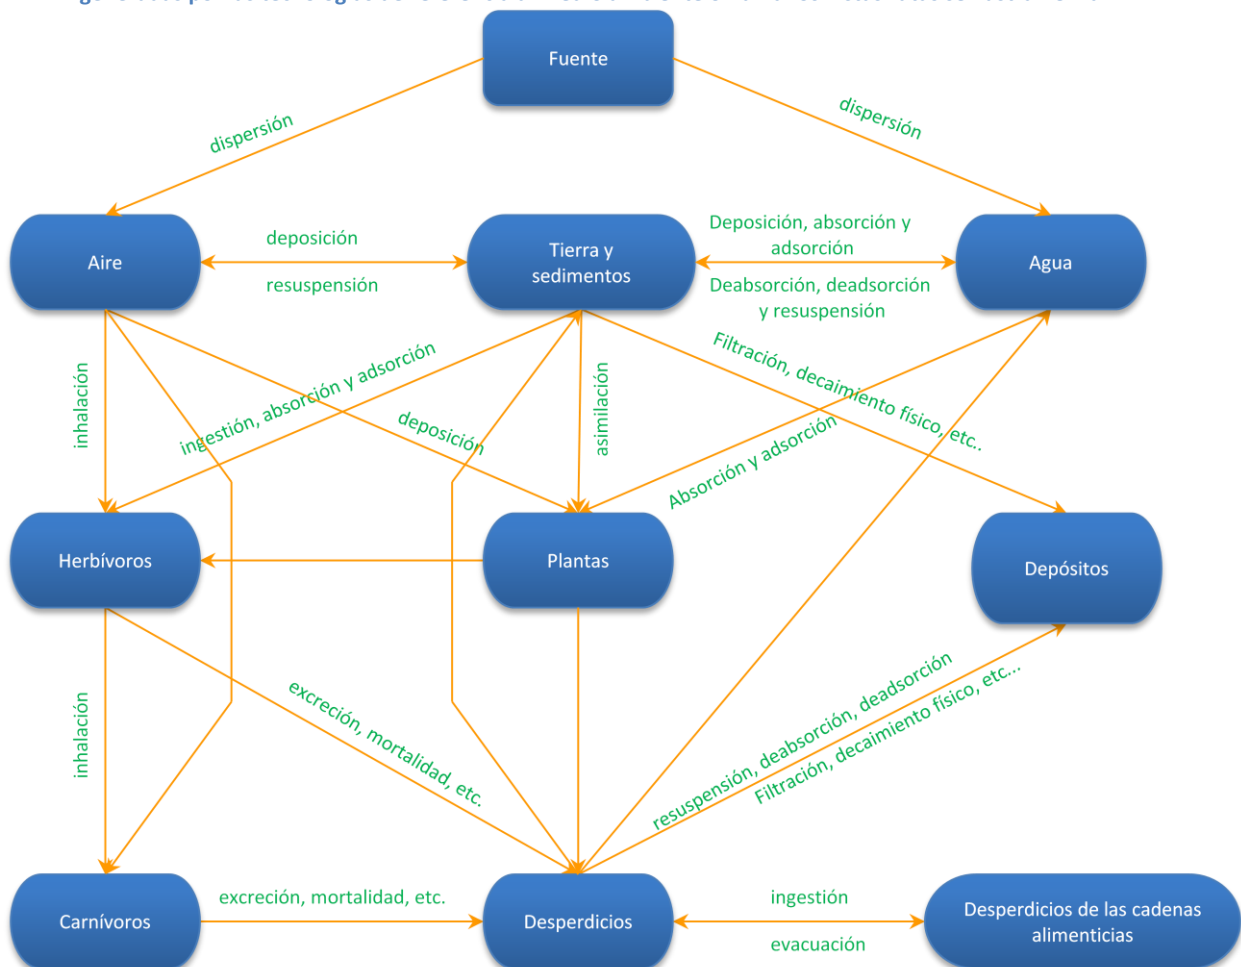 Fuente
dispersión
dispersión
Aire
deposición
resuspensión
Tierra y
sedimentos
Deposición, absorción y
adsorción
Deabsorción, deadsorción
y resuspensión
Agua
inhalación
ingestión, absorción y adsorción
deposición
asimilación
Filtración, decaimiento físico, etc..
Absorción y adsorción
Herbívoros
Plantas
Depósitos
inhalación
excreción, mortalidad, etc.
resuspensión, deabsorción, deadsorción
Filtración, decaimiento físico, etc...
Carnívoros
excreción, mortalidad, etc.
Desperdicios
ingestión
evacuación
Desperdicios de las cadenas
alimenticias